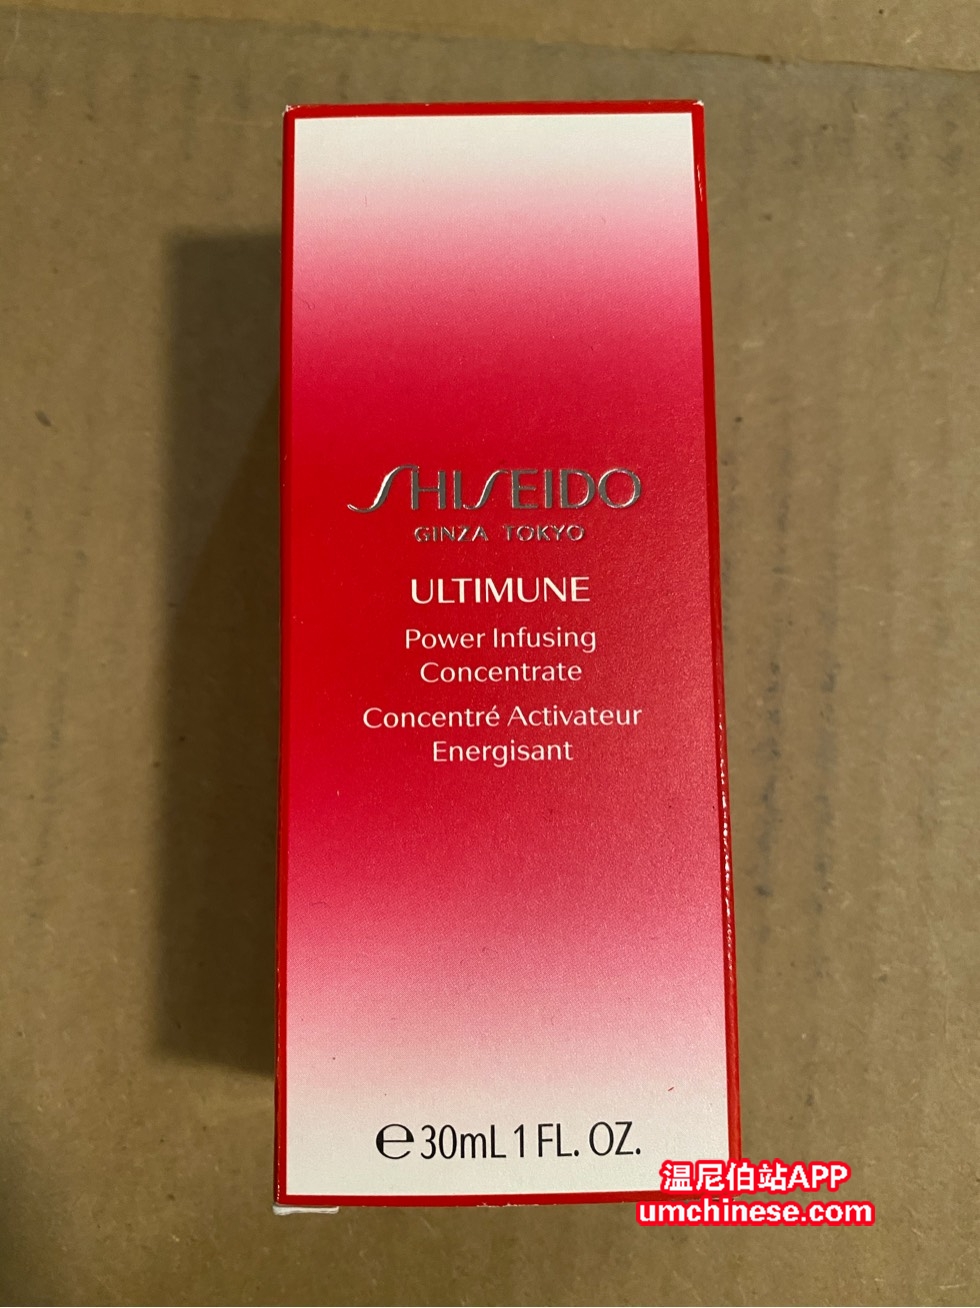 SHISEIDO
GINZA TOKYO
ULTIMUNE
Power Infusing
Concentrate
Concentré Activateur
Energisant
℮30mL 1 FL. OZ.
温尼伯站APP
umchinese.com